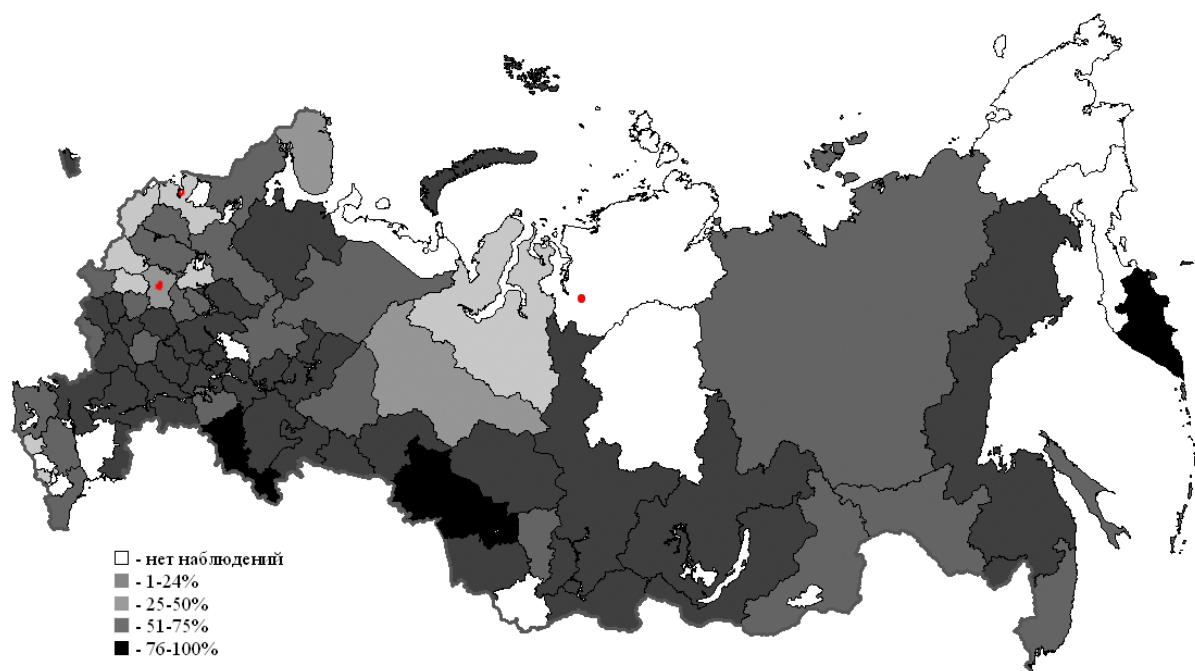 - нет наблюдений
- 1-24%
- 25-50%
- 51-75%
- 76-100%